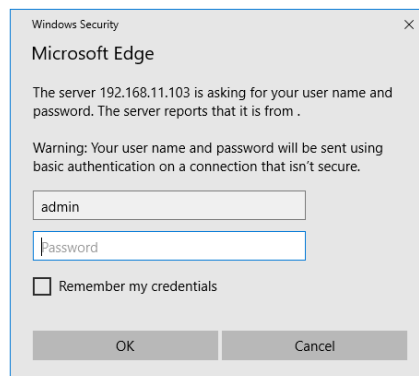 Windows Security
Microsoft Edge
The server 192.168.11.103 is asking for your user name and
password. The server reports that it is from .
Warning: Your user name and password will be sent using
basic authentication on a connection that isn't secure.
admin
Password
Remember my credentials
OK
Cancel